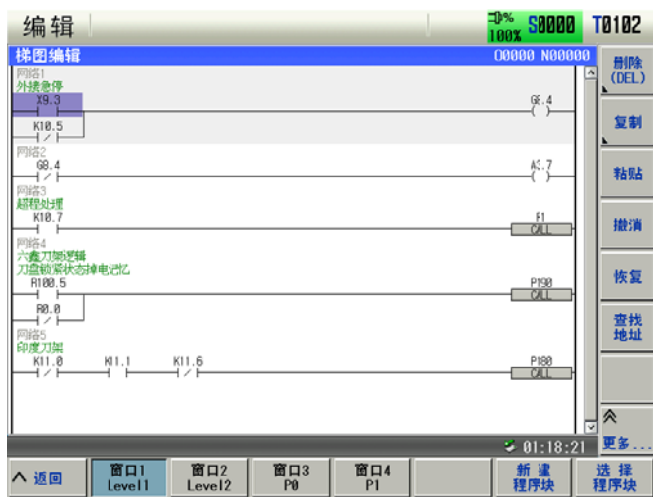 编辑
100% S0000 T0102
梯图编辑 O0000 N00000
网络1
外接急停
X9.3
K10.5
网络2
G8.4
网络3
超程处理
K10.7
CALL
网络4
六鑫刀架逻辑
刀盘锁紧状态掉电记忆
R100.5 P190
CALL
R0.0
网络5
印度刀架
K11.0 K11.1 K11.6 P180
CALL
01:18:21
删除
(DEL)
复制
粘贴
撤消
恢复
查找
地址
更多...
返回
窗口1
Level1
窗口2
Level2
窗口3
P0
窗口4
P1
新建
程序块
选择
程序块